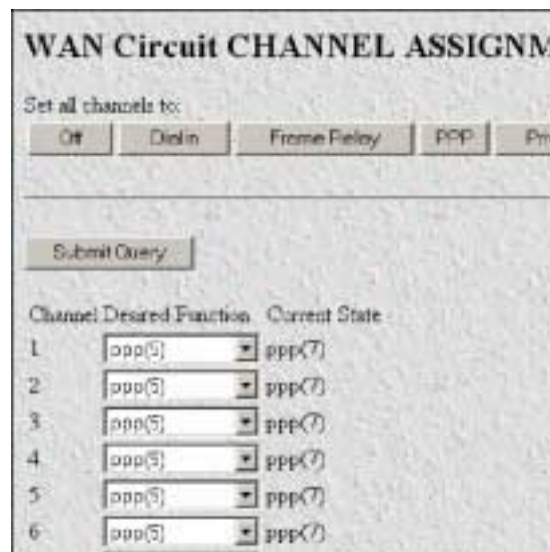 WAN Circuit CHANNEL ASSIGNM
Set all channels to:
Off Dialin Frame Relay PPP Pri
Submit Query
Channel Desired Function Current State
1 ppp(5) ppp(7)
2 ppp(5) ppp(7)
3 ppp(5) ppp(7)
4 ppp(5) ppp(7)
5 ppp(5) ppp(7)
6 ppp(5) ppp(7)